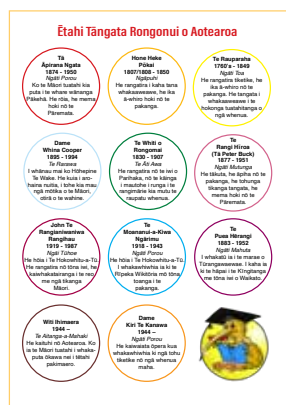 Ētahi Tāngata Rongonui o Aotearoa
Tā
Āpirana Ngata
1874 - 1950
Ngāti Porou
Ko te Māori tuatahi kia
puta i te whare wānanga
Pākehā. He rōia, he mema
hoki nō te
Pāremata.
Hone Heke
Pōkai
1807/1808 - 1850
Ngāpuhi
He rangatira i kaha tana
whakaweawe, he ika
ā-whiro hoki nō te
pakanga.
Te Rauparaha
1760's - 1849
Ngāti Toa
He rangatira tiketike, he
ika ā-whiro nō te
pakanga. He tangata i
whakaaweawe i te
hokonga tuatahitanga o
ngā whenua.
Dame
Whina Cooper
1895 - 1994
Te Rarawa
I whānau mai ko Hōhepine
Te Wake. He kuia i aro-
haina nuitia, i tohe kia mau
ngā mōtika o te Māori,
otirā o te wahine.
Te Whiti o
Rongomai
1830 - 1907
Te Āti Awa
He rangatira nō te iwi o
Parihaka, nō te kāinga
i mautohe i runga i te
rangimārie kia mutu te
raupatu whenua.
Te
Rangi Hīroa
(Tā Peter Buck)
1877 - 1951
Ngāti Mutunga
He tākuta, he āpiha nō te
pakanga, he tohunga
tikanga tangata, he
mema hoki nō te
Pāremata.
John Te
Rangianiwaniwa
Rangihau
1919 - 1987
Ngāi Tūhoe
He hōia i Te Hokowhitu-a-Tū.
He rangatira nō tōna iwi, he
kaiwhakatairanga i te reo
me ngā tikanga
Māori.
Te
Moananui-a-Kiwa
Ngārimu
1918 - 1943
Ngāti Porou
He hōia i Te Hokowhitu-a-Tū.
I whakawhiwhia ia ki te
Rīpeka Wikitōria mō tōna
toanga i te
pakanga.
Te
Puea Hērangi
1883 - 1952
Ngāti Mahuta
I whakatū ia i te marae o
Tūrangawaewae. I kaha ia
ki te hāpai i te Kīngitanga
me tōna iwi o Waikato.
Witi Ihimaera
1944 –
Te Aitanga-a-Mahaki
He kaituhi nō Aotearoa. Ko
ia te Māori tuatahi i whaka-
puta ōkawa nei i tētahi
pakimaero.
Dame
Kiri Te Kanawa
1944 –
Ngāti Porou
He kaiwaiata ōpera kua
whakawhiwhia ki ngā tohu
tiketike nō ngā whenua
maha.